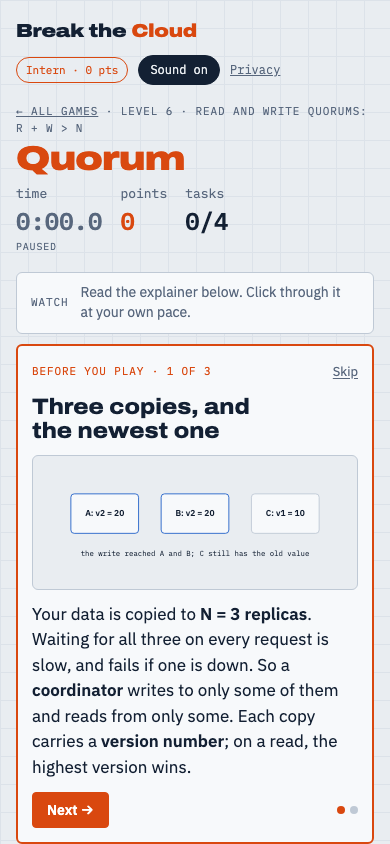 Break the Cloud
Intern · 0 pts
Sound on
Privacy
← ALL GAMES · LEVEL 6 · READ AND WRITE QUORUMS:
R + W > N
Quorum
time points tasks
0:00.0 0 0/4
PAUSED
WATCH
Read the explainer below. Click through it
at your own pace.
BEFORE YOU PLAY · 1 OF 3
Skip
Three copies, and
the newest one
A: v2 = 20
B: v2 = 20
C: v1 = 10
the write reached A and B; C still has the old value
Your data is copied to N = 3 replicas.
Waiting for all three on every request is
slow, and fails if one is down. So a
coordinator writes to only some of them
and reads from only some. Each copy
carries a version number; on a read, the
highest version wins.
Next →